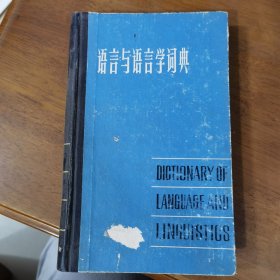 语言与语言学词典
DICTIONARY OF
LANGUAGE AND
LINGUISTICS